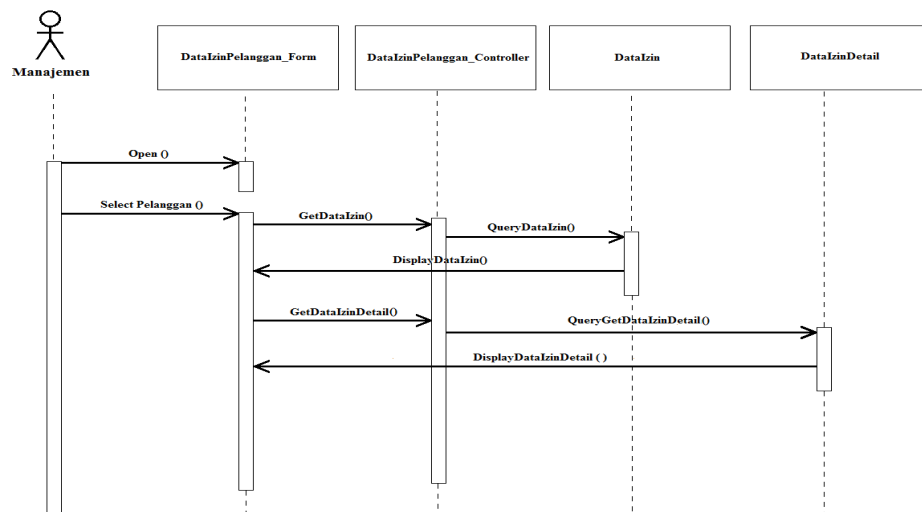 Manajemen
DataIzinPelanggan_Form
DataIzinPelanggan_Controller
DataIzin
DataIzinDetail
Open ()
Select Pelanggan ()
GetDataIzin()
QueryDataIzin()
DisplayDataIzin()
GetDataIzinDetail()
QueryGetDataIzinDetail()
DisplayDataIzinDetail ( )